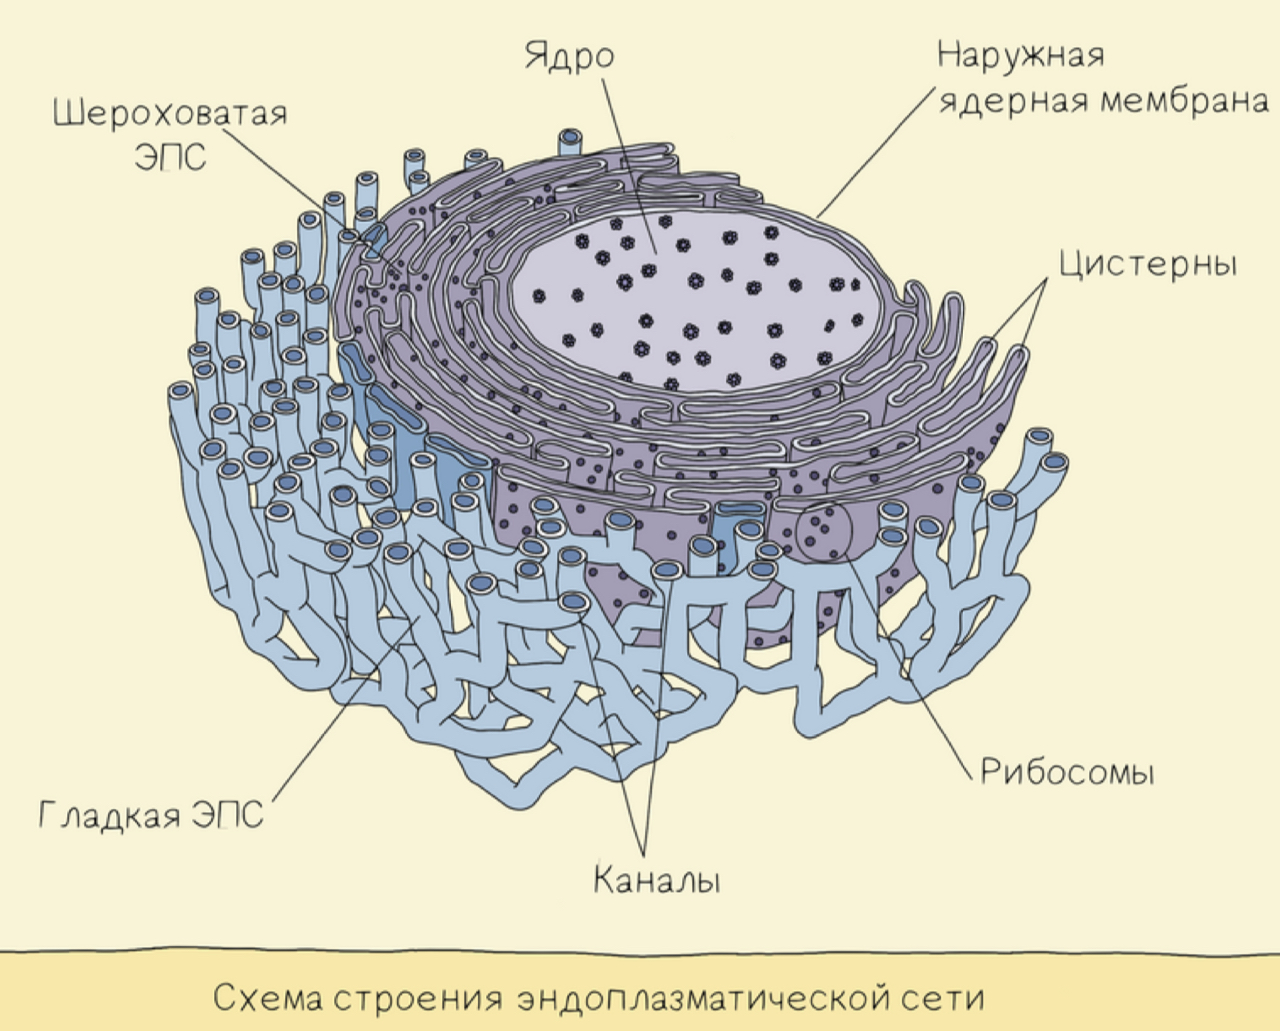 Ядро
Наружная
ядерная мембрана
Шероховатая
ЭПС
Цистерны
Рибосомы
Гладкая ЭПС
Каналы
Схема строения эндоплазматической сети